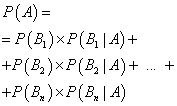 P(A) =
= P(B₁) × P(B₁ | A) +
+ P(B₂) × P(B₂ | A) + ... +
+ P(Bₙ) × P(Bₙ | A)